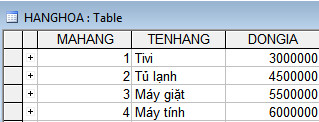 HANGHOA : Table
MAHANG TENHANG DONGIA
+ 1 Tivi 3000000
+ 2 Tủ lạnh 4500000
+ 3 Máy giặt 5500000
+ 4 Máy tính 6000000